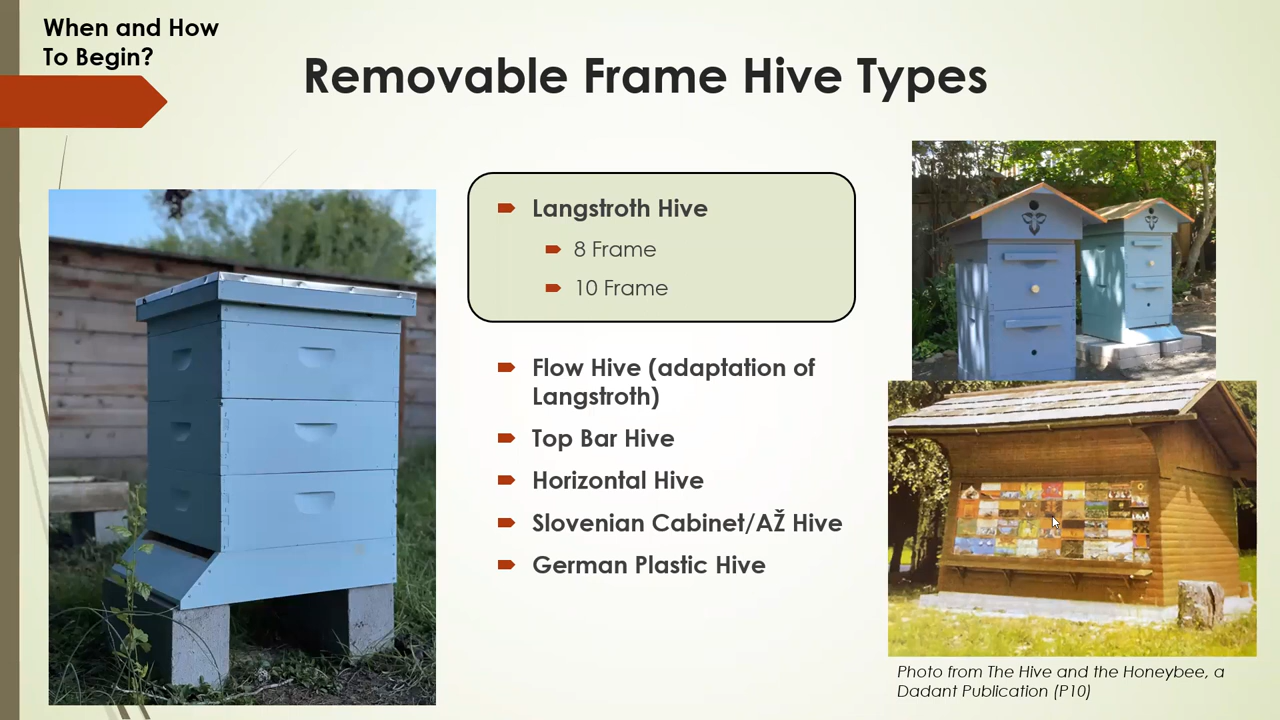 When and How
To Begin?
Removable Frame Hive Types
Langstroth Hive
8 Frame
10 Frame
Flow Hive (adaptation of
Langstroth)
Top Bar Hive
Horizontal Hive
Slovenian Cabinet/AŽ Hive
German Plastic Hive
Photo from The Hive and the Honeybee, a
Dadant Publication (P10)